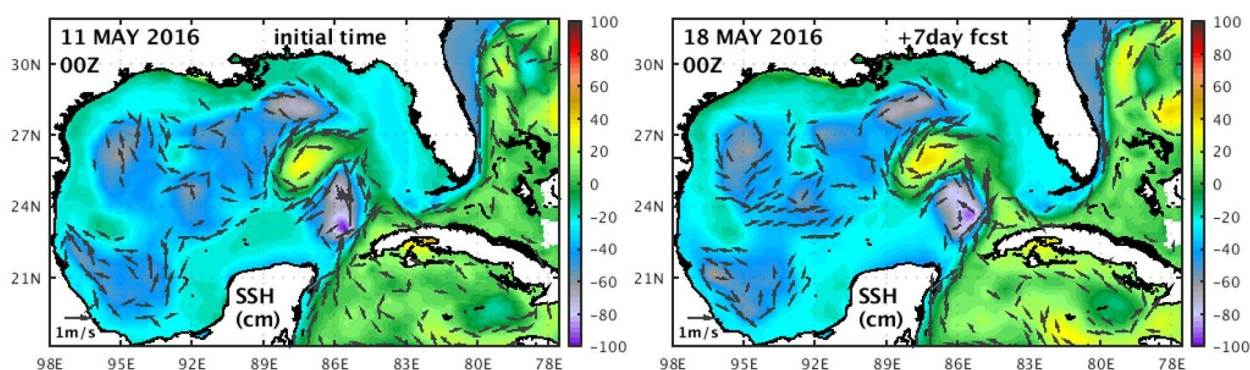 11 MAY 2016 initial time
00Z
30N
27N
24N
21N
SSH
(cm)
1m/s
98E 95E 92E 89E 86E 83E 80E 78E
100
80
60
40
20
0
−20
−40
−60
−80
−100
18 MAY 2016 +7day fcst
00Z
30N
27N
24N
21N
SSH
(cm)
1m/s
98E 95E 92E 89E 86E 83E 80E 78E
100
80
60
40
20
0
−20
−40
−60
−80
−100